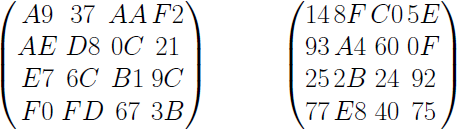 A9 37 AA F2 14 8F C0 5E
AE D8 0C 21 93 A4 60 0F
E7 6C B1 9C 25 2B 24 92
F0 FD 67 3B 77 E8 40 75